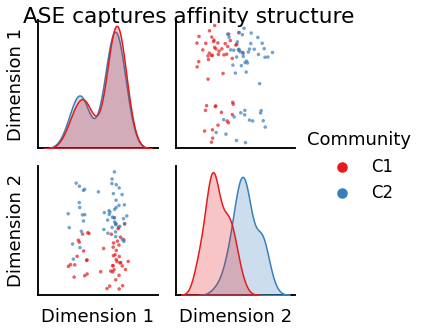 ASE captures affinity structure
Dimension 1
Community
C1
C2
Dimension 2
Dimension 1
Dimension 2